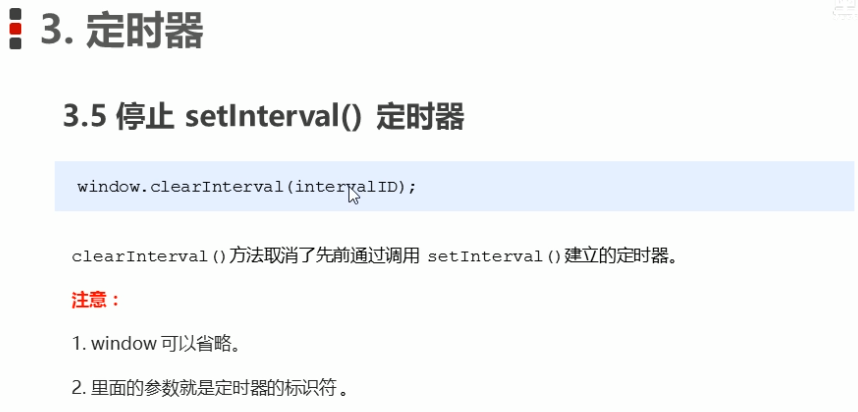 3. 定时器
3.5 停止 setInterval() 定时器
window.clearInterval(intervalID);
clearInterval()方法取消了先前通过调用 setInterval()建立的定时器。
注意：
1. window 可以省略。
2. 里面的参数就是定时器的标识符 。